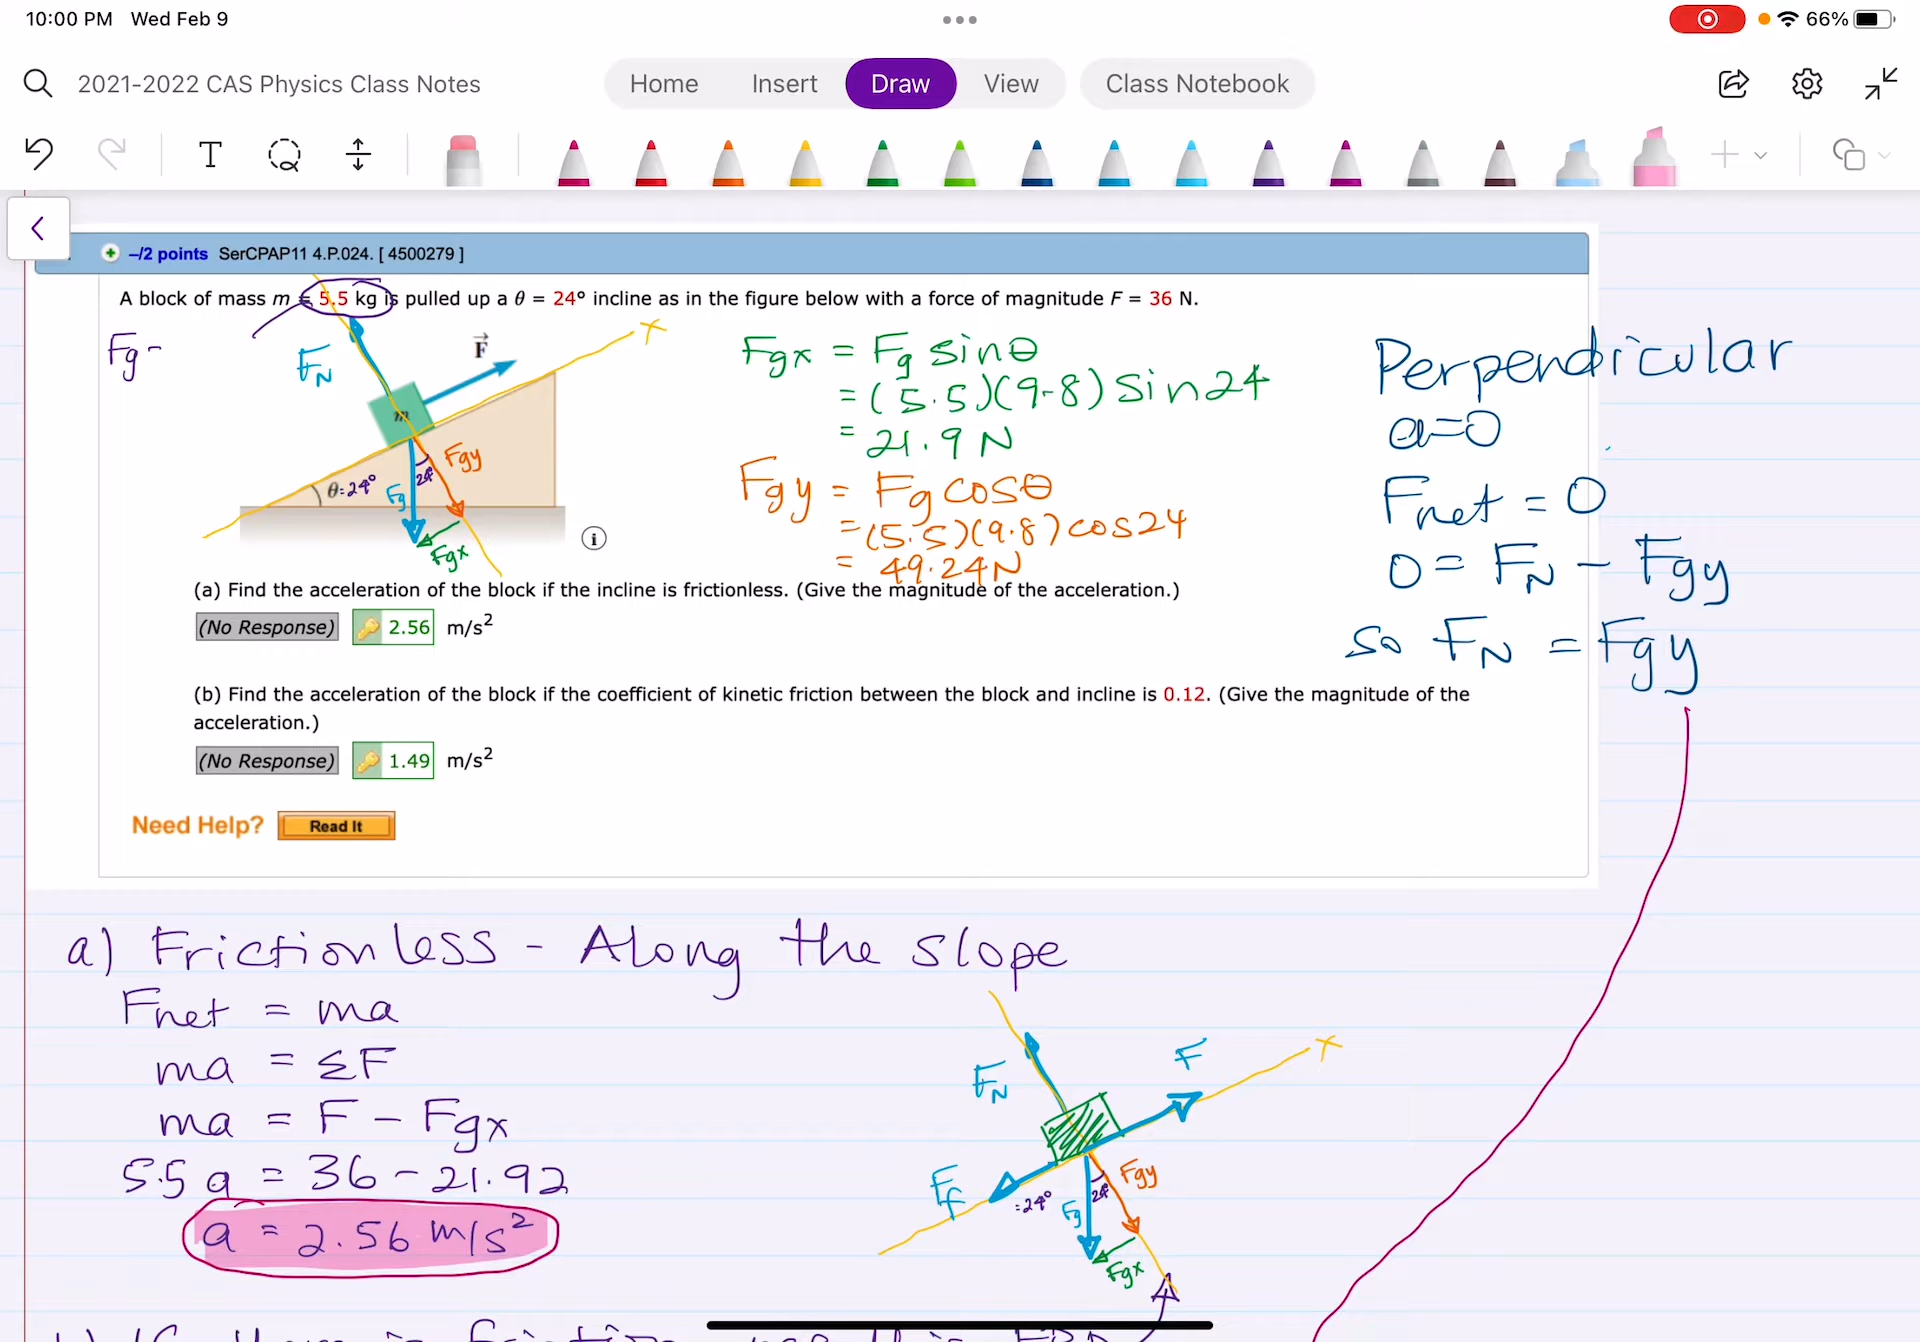 10:00 PM Wed Feb 9
66%
2021-2022 CAS Physics Class Notes
Home Insert Draw View Class Notebook
T
–/2 points SerCPAP11 4.P.024. [ 4500279 ]
A block of mass m = 5.5 kg is pulled up a θ = 24° incline as in the figure below with a force of magnitude F = 36 N.
Fg -
FN
F
x
m
θ=24°
24°
Fg
Fgy
Fgx
Fgx = Fg sinθ
= (5.5)(9.8) sin24
= 21.9 N
Fgy = Fg cosθ
= (5.5)(9.8) cos24
= 49.24N
Perpendicular
a=0
Fnet = 0
0 = FN - Fgy
so FN = Fgy
(a) Find the acceleration of the block if the incline is frictionless. (Give the magnitude of the acceleration.)
(No Response) 2.56 m/s²
(b) Find the acceleration of the block if the coefficient of kinetic friction between the block and incline is 0.12. (Give the magnitude of the
acceleration.)
(No Response) 1.49 m/s²
Need Help? Read It
a) Frictionless - Along the slope
Fnet = ma
ma = ΣF
ma = F - Fgx
5.5 a = 36 - 21.92
a = 2.56 m/s²
FN
F
x
Ff
=24°
24°
Fg
Fgy
Fgx